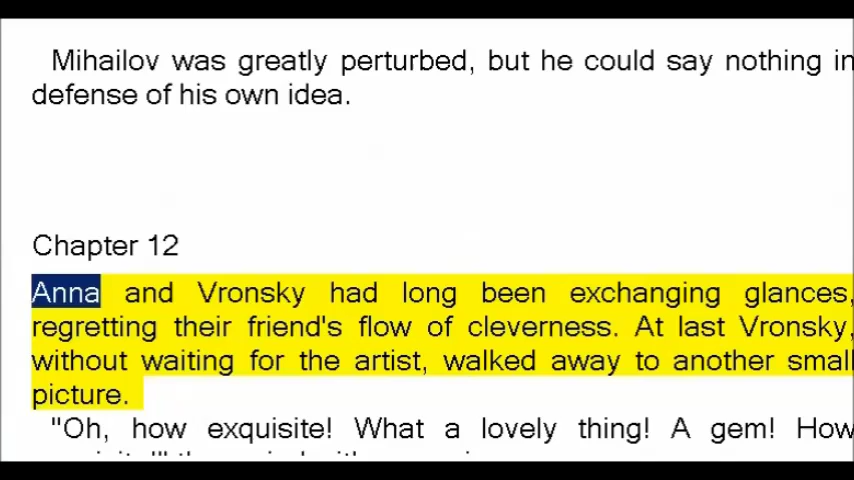 Mihailov was greatly perturbed, but he could say nothing in
defense of his own idea.
Chapter 12
Anna and Vronsky had long been exchanging glances,
regretting their friend's flow of cleverness. At last Vronsky,
without waiting for the artist, walked away to another small
picture.
"Oh, how exquisite! What a lovely thing! A gem! How